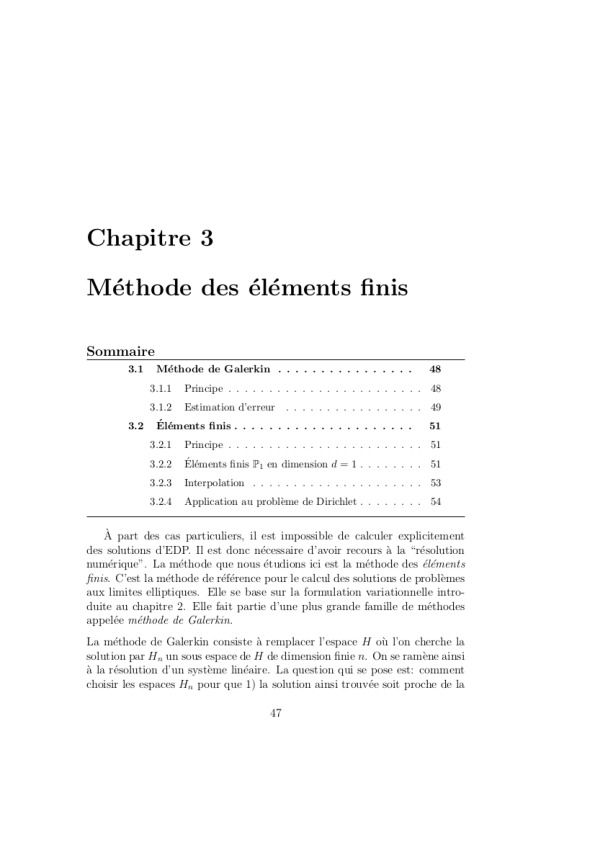 Chapitre 3
Méthode des éléments finis
Sommaire
3.1 Méthode de Galerkin . . . . . . . . . . . . . . . . 48
3.1.1 Principe . . . . . . . . . . . . . . . . . . . . . . . . 48
3.1.2 Estimation d'erreur . . . . . . . . . . . . . . . . . 49
3.2 Éléments finis . . . . . . . . . . . . . . . . . . . . . 51
3.2.1 Principe . . . . . . . . . . . . . . . . . . . . . . . . 51
3.2.2 Éléments finis ℙ₁ en dimension d = 1 . . . . . . . . 51
3.2.3 Interpolation . . . . . . . . . . . . . . . . . . . . . 53
3.2.4 Application au problème de Dirichlet . . . . . . . . 54
À part des cas particuliers, il est impossible de calculer explicitement
des solutions d'EDP. Il est donc nécessaire d'avoir recours à la “résolution
numérique”. La méthode que nous étudions ici est la méthode des éléments
finis. C'est la méthode de référence pour le calcul des solutions de problèmes
aux limites elliptiques. Elle se base sur la formulation variationnelle intro-
duite au chapitre 2. Elle fait partie d'une plus grande famille de méthodes
appelée méthode de Galerkin.
La méthode de Galerkin consiste à remplacer l'espace H où l'on cherche la
solution par Hₙ un sous espace de H de dimension finie n. On se ramène ainsi
à la résolution d'un système linéaire. La question qui se pose est: comment
choisir les espaces Hₙ pour que 1) la solution ainsi trouvée soit proche de la
47